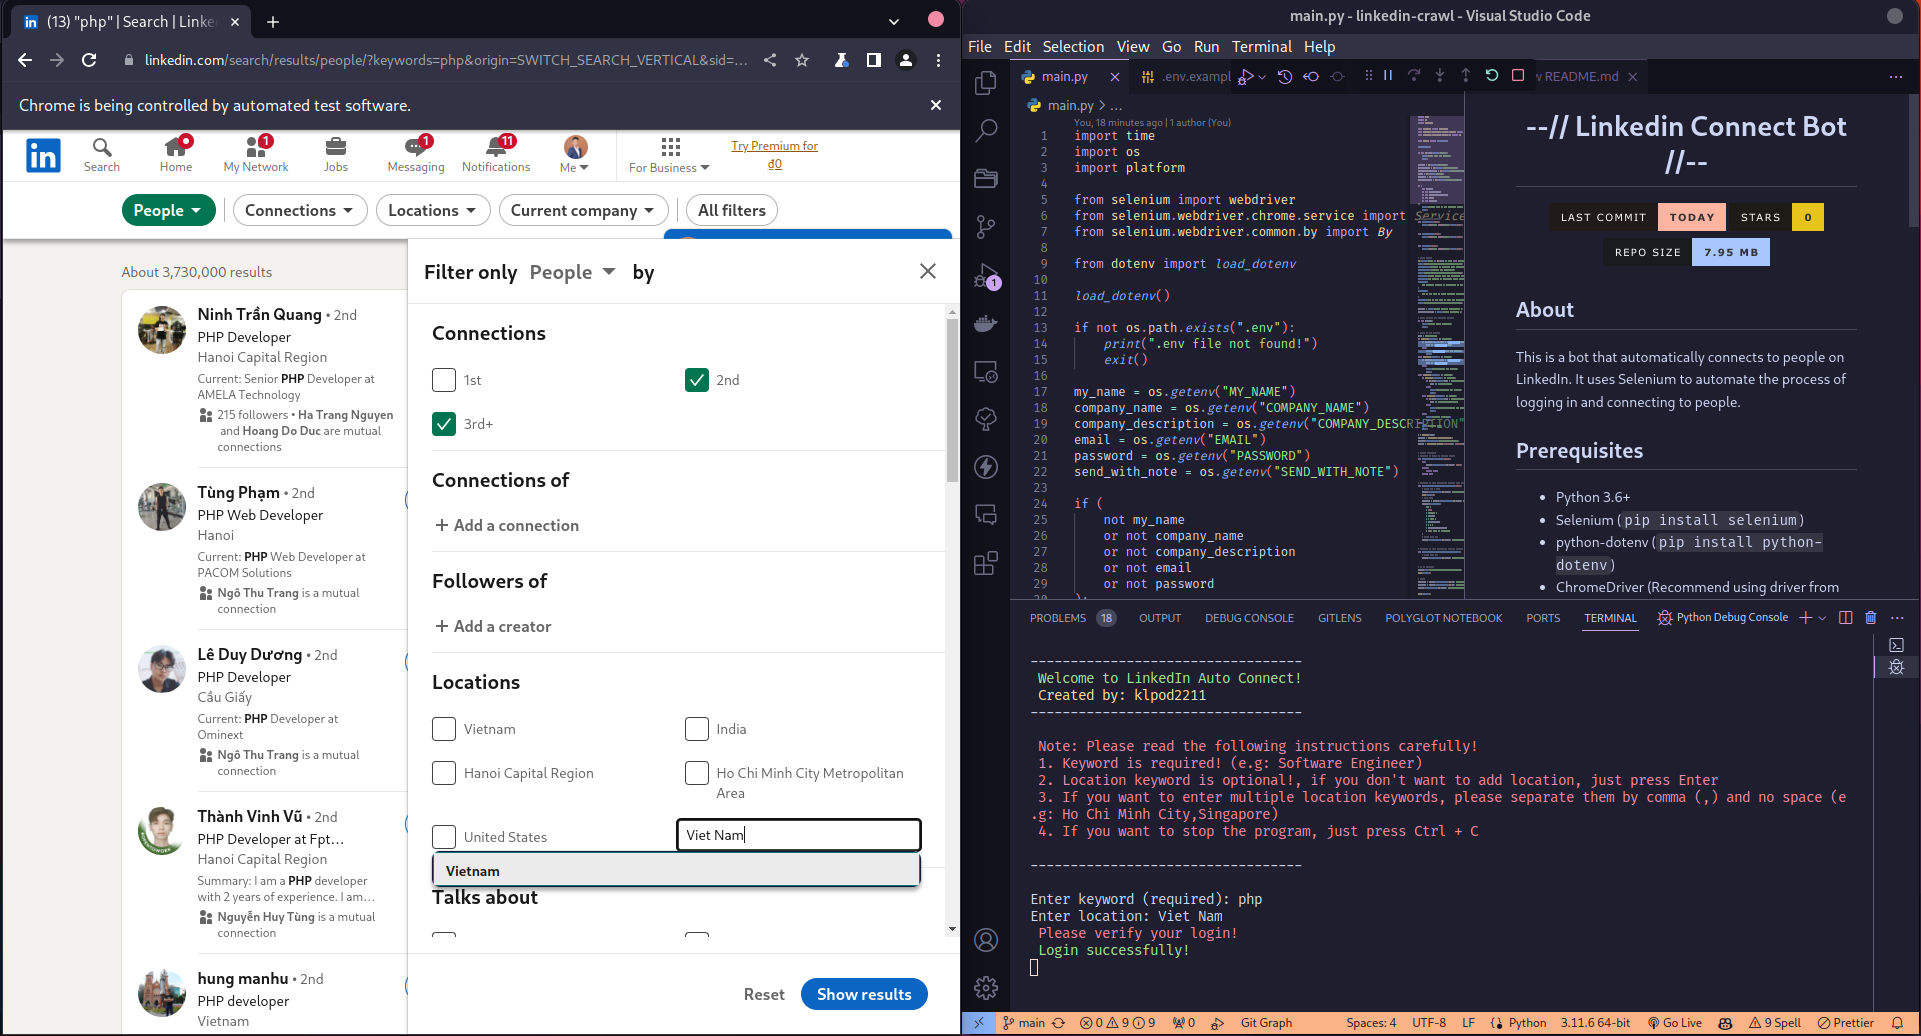 (13) "php" | Search | Linke
linkedin.com/search/results/people/?keywords=php&origin=SWITCH_SEARCH_VERTICAL&sid=...
Chrome is being controlled by automated test software.
in
Search
Home
1
My Network
Jobs
1
Messaging
11
Notifications
Me
For Business
Try Premium for
₫0
People
Connections
Locations
Current company
All filters
About 3,730,000 results
Ninh Trần Quang • 2nd
PHP Developer
Hanoi Capital Region
Current: Senior PHP Developer at
AMELA Technology
215 followers • Ha Trang Nguyen
and Hoang Do Duc are mutual
connections
Tùng Phạm • 2nd
PHP Web Developer
Hanoi
Current: PHP Web Developer at
PACOM Solutions
Ngô Thu Trang is a mutual
connection
Lê Duy Dương • 2nd
PHP Developer
Cầu Giấy
Current: PHP Developer at
Ominext
Ngô Thu Trang is a mutual
connection
Thành Vinh Vũ • 2nd
PHP Developer at Fpt...
Hanoi Capital Region
Summary: I am a PHP developer
with 2 years of experience. I am...
Nguyễn Huy Tùng is a mutual
connection
hung manhu • 2nd
PHP developer
Vietnam
Filter only People by
Connections
1st
2nd
3rd+
Connections of
+ Add a connection
Followers of
+ Add a creator
Locations
Vietnam
India
Hanoi Capital Region
Ho Chi Minh City Metropolitan
Area
United States
Viet Nam
Vietnam
Talks about
Reset
Show results
main.py - linkedin-crawl - Visual Studio Code
File Edit Selection View Go Run Terminal Help
main.py
.env.exampl
README.md
main.py > ...
You, 18 minutes ago | 1 author (You)
1 import time
2 import os
3 import platform
4
5 from selenium import webdriver
6 from selenium.webdriver.chrome.service import Service
7 from selenium.webdriver.common.by import By
8
9 from dotenv import load_dotenv
10
11 load_dotenv()
12
13 if not os.path.exists(".env"):
14 print(".env file not found!")
15 exit()
16
17 my_name = os.getenv("MY_NAME")
18 company_name = os.getenv("COMPANY_NAME")
19 company_description = os.getenv("COMPANY_DESCRIPTION"
20 email = os.getenv("EMAIL")
21 password = os.getenv("PASSWORD")
22 send_with_note = os.getenv("SEND_WITH_NOTE")
23
24 if (
25 not my_name
26 or not company_name
27 or not company_description
28 or not email
29 or not password
--// Linkedin Connect Bot
//--
LAST COMMIT TODAY
STARS 0
REPO SIZE 7.95 MB
About
This is a bot that automatically connects to people on
LinkedIn. It uses Selenium to automate the process of
logging in and connecting to people.
Prerequisites
• Python 3.6+
• Selenium (pip install selenium)
• python-dotenv (pip install python-
dotenv)
• ChromeDriver (Recommend using driver from
1
PROBLEMS 18 OUTPUT DEBUG CONSOLE GITLENS POLYGLOT NOTEBOOK PORTS TERMINAL Python Debug Console
----------------------------------
Welcome to LinkedIn Auto Connect!
Created by: klpod2211
----------------------------------
Note: Please read the following instructions carefully!
1. Keyword is required! (e.g: Software Engineer)
2. Location keyword is optional!, if you don't want to add location, just press Enter
3. If you want to enter multiple location keywords, please separate them by comma (,) and no space (e
.g: Ho Chi Minh City,Singapore)
4. If you want to stop the program, just press Ctrl + C
----------------------------------
Enter keyword (required): php
Enter location: Viet Nam
Please verify your login!
Login successfully!
main 0 9 9 0 Git Graph Spaces: 4 UTF-8 LF Python 3.11.6 64-bit Go Live 9 Spell Prettier